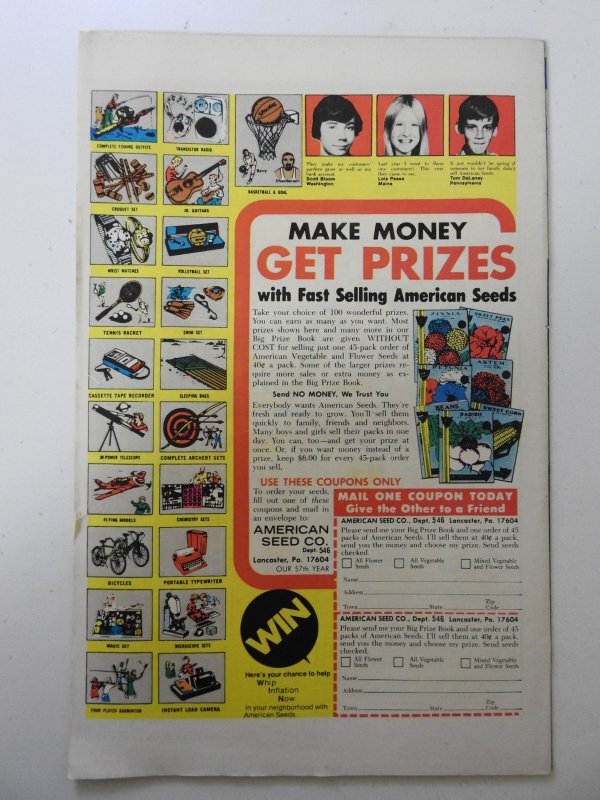 COMPLETE FISHING OUTFITS
TRANSISTOR RADIO
CROQUET SET
JR. GUITARS
WRIST WATCHES
VOLLEYBALL SET
TENNIS RACKET
SWIM SET
CASSETTE TAPE RECORDER
SLEEPING BAGS
30 POWER TELESCOPE
COMPLETE ARCHERY SETS
FLYING MODELS
CHEMISTRY SETS
BICYCLES
PORTABLE TYPEWRITER
MAGIC SET
MICROSCOPE SETS
FOUR PLAYER BADMINTON
INSTANT LOAD CAMERA
SPALDING
Barry
Chamberlain
BASKETBALL & GOAL
They make my customers'
gardens grow as well as my
bank account.
Scott Bloom
Washington
Last year I went to them
our customers! This year
they came to me.
Lois Pease
Maine
It just wouldn't be spring if
someone in our family didn't
sell American Seeds.
Tom DeLaney
Pennsylvania
MAKE MONEY
GET PRIZES
with Fast Selling American Seeds
Take your choice of 100 wonderful prizes.
You can earn as many as you want. Most
prizes shown here and many more in our
Big Prize Book are given WITHOUT
COST for selling just one 45-pack order of
American Vegetable and Flower Seeds at
40¢ a pack. Some of the larger prizes re-
quire more sales or extra money as ex-
plained in the Big Prize Book.
Send NO MONEY, We Trust You
Everybody wants American Seeds. They're
fresh and ready to grow. You'll sell them
quickly to family, friends and neighbors.
Many boys and girls sell their packs in one
day. You can, too—and get your prize at
once. Or, if you want money instead of a
prize, keep $6.00 for every 45-pack order
you sell.
ZINNIA
SWEET PEAS
PETUNIA
ASTER
BEANS
RADISH
SWEET CORN
USE THESE COUPONS ONLY
To order your seeds,
fill out one of these
coupons and mail in
an envelope to:
AMERICAN
SEED CO.
Dept. 546
Lancaster, Pa. 17604
OUR 57th YEAR
WIN
Here's your chance to help
Whip
Inflation
Now
in your neighborhood with
American Seeds.
MAIL ONE COUPON TODAY
Give the Other to a Friend
AMERICAN SEED CO., Dept. 546 Lancaster, Pa. 17604
Please send me your Big Prize Book and one order of 45
packs of American Seeds. I'll sell them at 40¢ a pack,
send you the money and choose my prize. Send seeds
checked.
All Flower Seeds All Vegetable Seeds Mixed Vegetable and Flower Seeds
Name
Address
Town State Zip Code
AMERICAN SEED CO., Dept. 546 Lancaster, Pa. 17604
Please send me your Big Prize Book and one order of 45
packs of American Seeds. I'll sell them at 40¢ a pack,
send you the money and choose my prize. Send seeds
checked.
All Flower Seeds All Vegetable Seeds Mixed Vegetable and Flower Seeds
Name
Address
Town State Zip Code